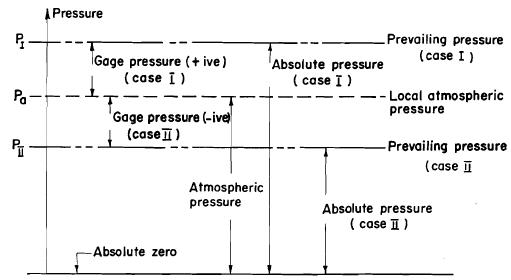 Pressure
P_I
Prevailing pressure
(case I)
Gage pressure (+ive)
(case I)
Absolute pressure
(case I)
P_a
Local atmospheric
pressure
Gage pressure (-ive)
(case II)
P_II
Prevailing pressure
(case II)
Atmospheric
pressure
Absolute pressure
(case II)
Absolute zero